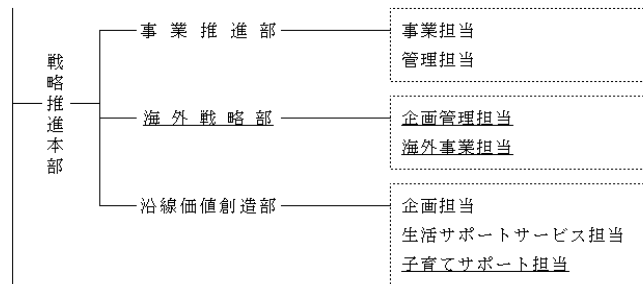 戦略推進本部
事業推進部
事業担当
管理担当
海外戦略部
企画管理担当
海外事業担当
沿線価値創造部
企画担当
生活サポートサービス担当
子育てサポート担当